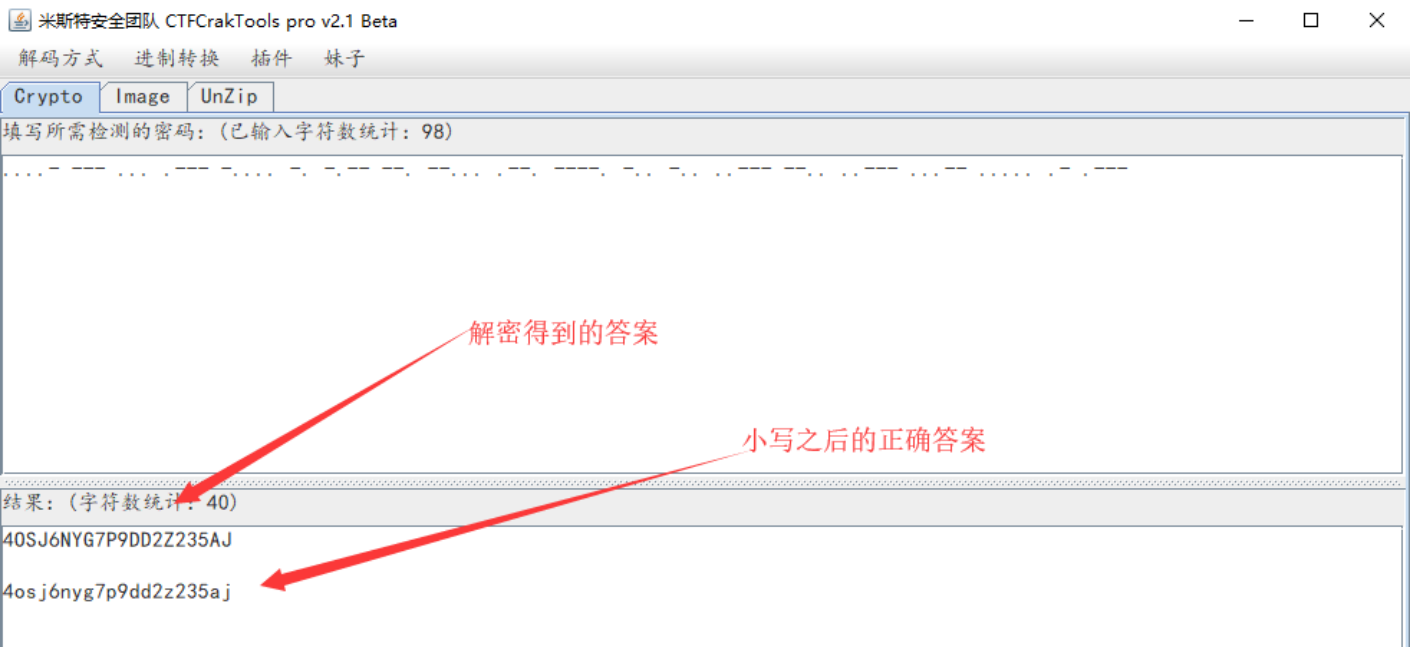 米斯特安全团队 CTFCrakTools pro v2.1 Beta
解码方式 进制转换 插件 妹子
Crypto Image UnZip
填写所需检测的密码：(已输入字符数统计：98)
....- --- ... .--- -.... -. -.-- --. --... .--. ----. -.. -.. ..--- --.. ..--- ...-- ..... .- .---
解密得到的答案
小写之后的正确答案
结果：(字符数统计：40)
4OSJ6NYG7P9DD2Z235AJ
4osj6nyg7p9dd2z235aj